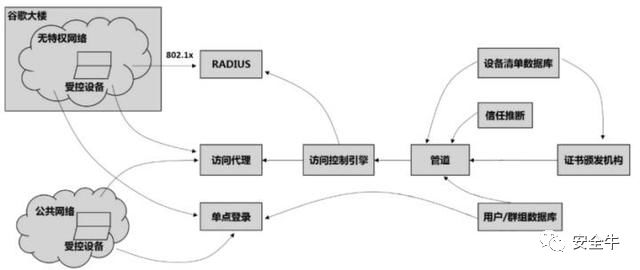 谷歌大楼
无特权网络
受控设备
802.1x
RADIUS
设备清单数据库
信任推断
访问代理
访问控制引擎
管道
证书颁发机构
公共网络
受控设备
单点登录
用户/群组数据库
安全牛